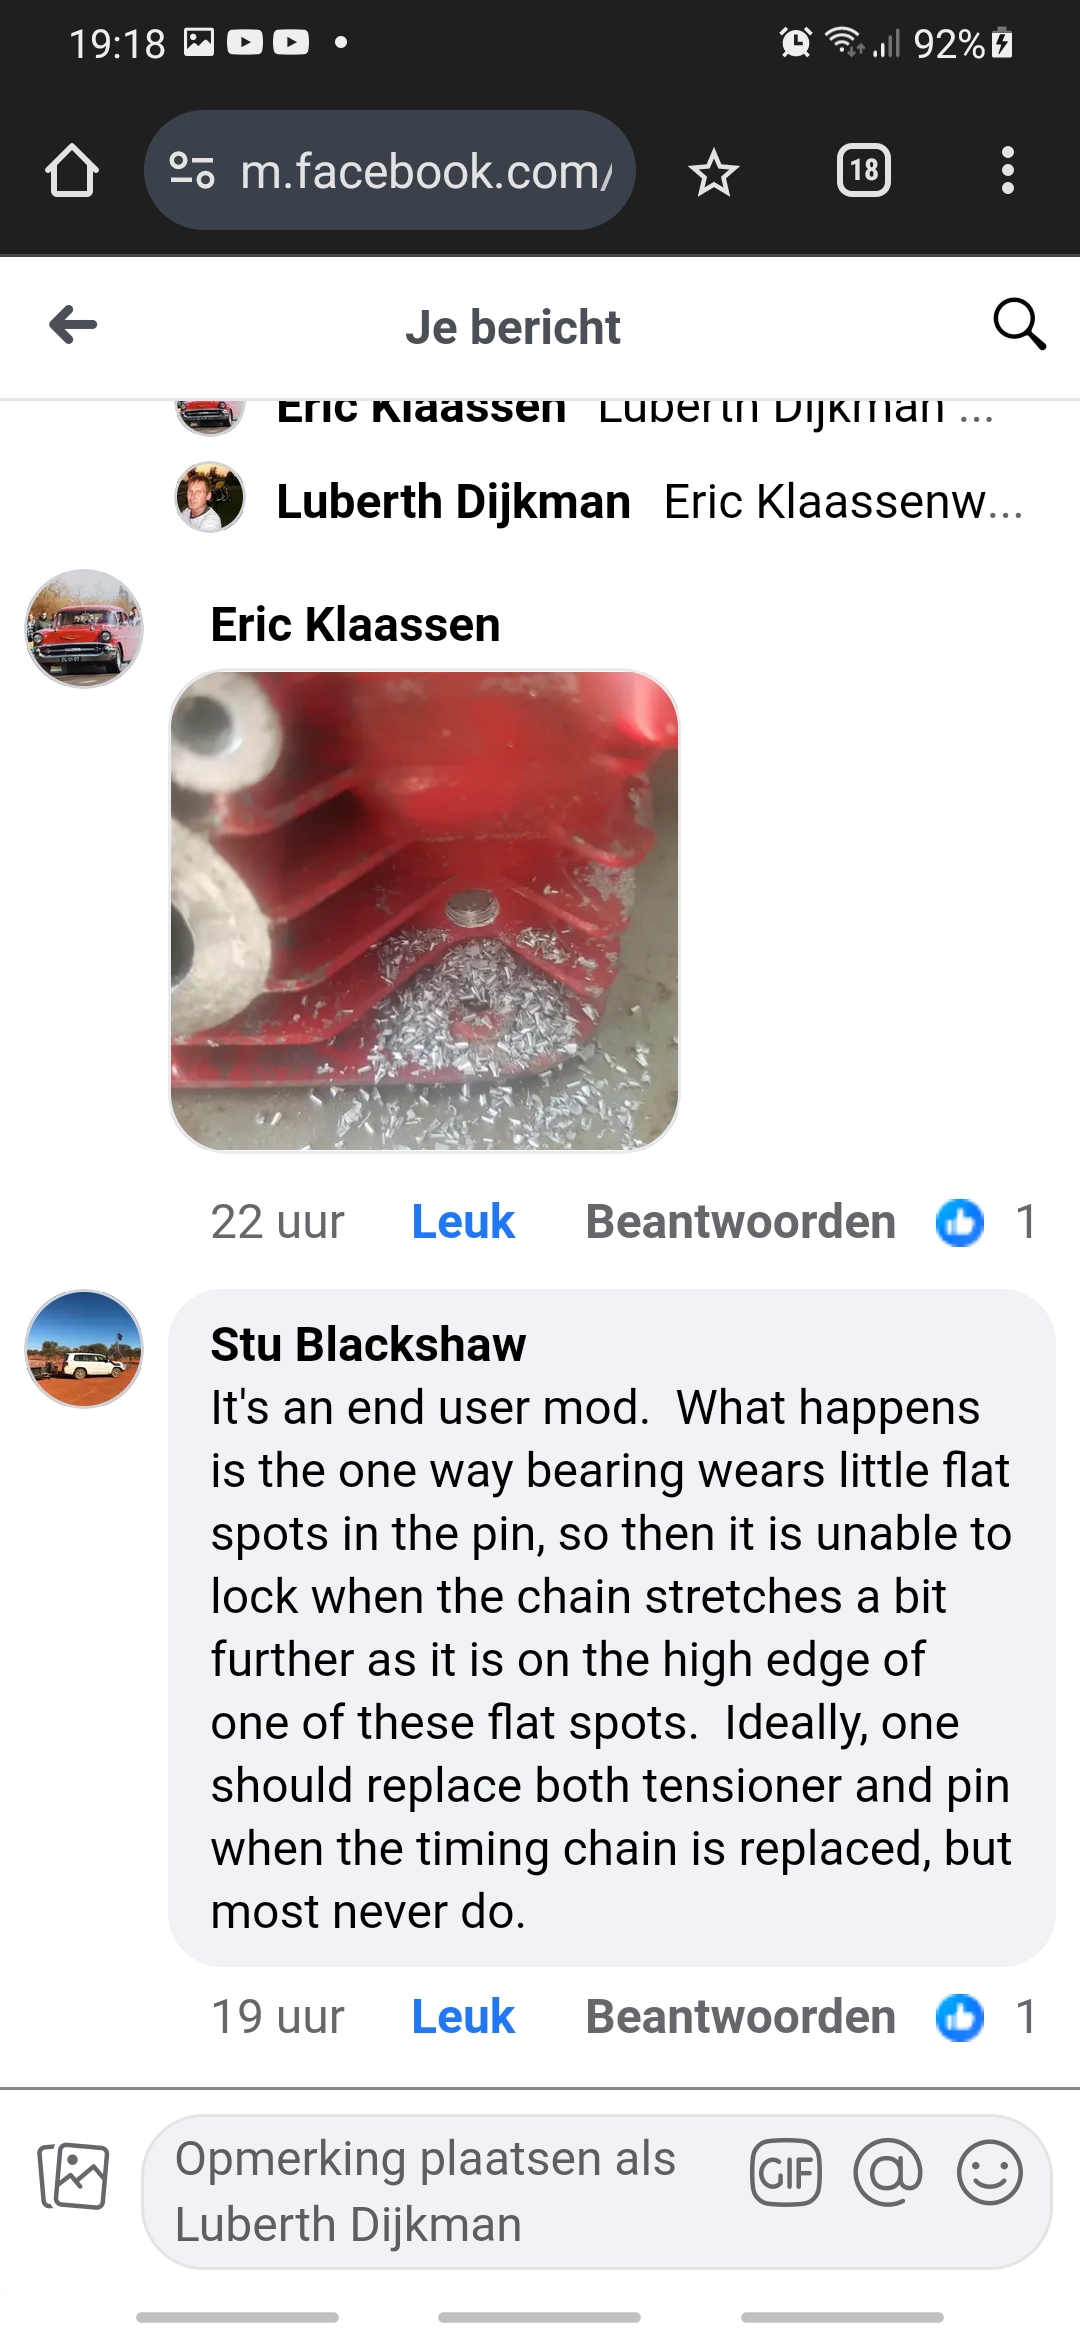 19:18
92%
m.facebook.com/
18
Je bericht
Eric Klaassen Luberth Dijkman ...
Luberth Dijkman Eric Klaassenw...
Eric Klaassen
22 uur Leuk Beantwoorden 1
Stu Blackshaw
It's an end user mod.  What happens
is the one way bearing wears little flat
spots in the pin, so then it is unable to
lock when the chain stretches a bit
further as it is on the high edge of
one of these flat spots.  Ideally, one
should replace both tensioner and pin
when the timing chain is replaced, but
most never do.
19 uur Leuk Beantwoorden 1
Opmerking plaatsen als
Luberth Dijkman
GIF @